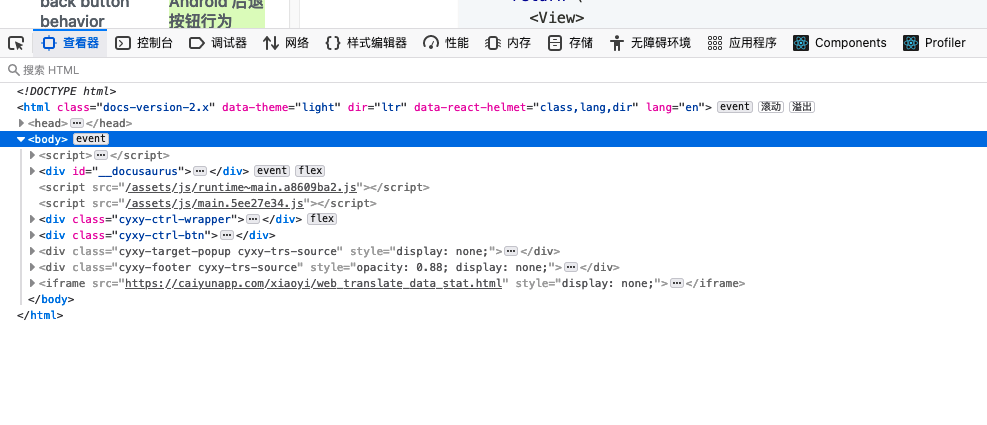 back button
behavior
Android 后退
按钮行为
<View>
查看器 控制台 调试器 网络 样式编辑器 性能 内存 存储 无障碍环境 应用程序 Components Profiler
搜索 HTML
<!DOCTYPE html>
<html class="docs-version-2.x" data-theme="light" dir="ltr" data-react-helmet="class,lang,dir" lang="en"> event 滚动 溢出
<head> ⋯ </head>
<body> event
<script> ⋯ </script>
<div id="__docusaurus"> ⋯ </div> event flex
<script src="/assets/js/runtime~main.a8609ba2.js"></script>
<script src="/assets/js/main.5ee27e34.js"></script>
<div class="cyxy-ctrl-wrapper"> ⋯ </div> flex
<div class="cyxy-ctrl-btn"> ⋯ </div>
<div class="cyxy-target-popup cyxy-trs-source" style="display: none;"> ⋯ </div>
<div class="cyxy-footer cyxy-trs-source" style="opacity: 0.88; display: none;"> ⋯ </div>
<iframe src="https://caiyunapp.com/xiaoyi/web_translate_data_stat.html" style="display: none;"> ⋯ </iframe>
</body>
</html>